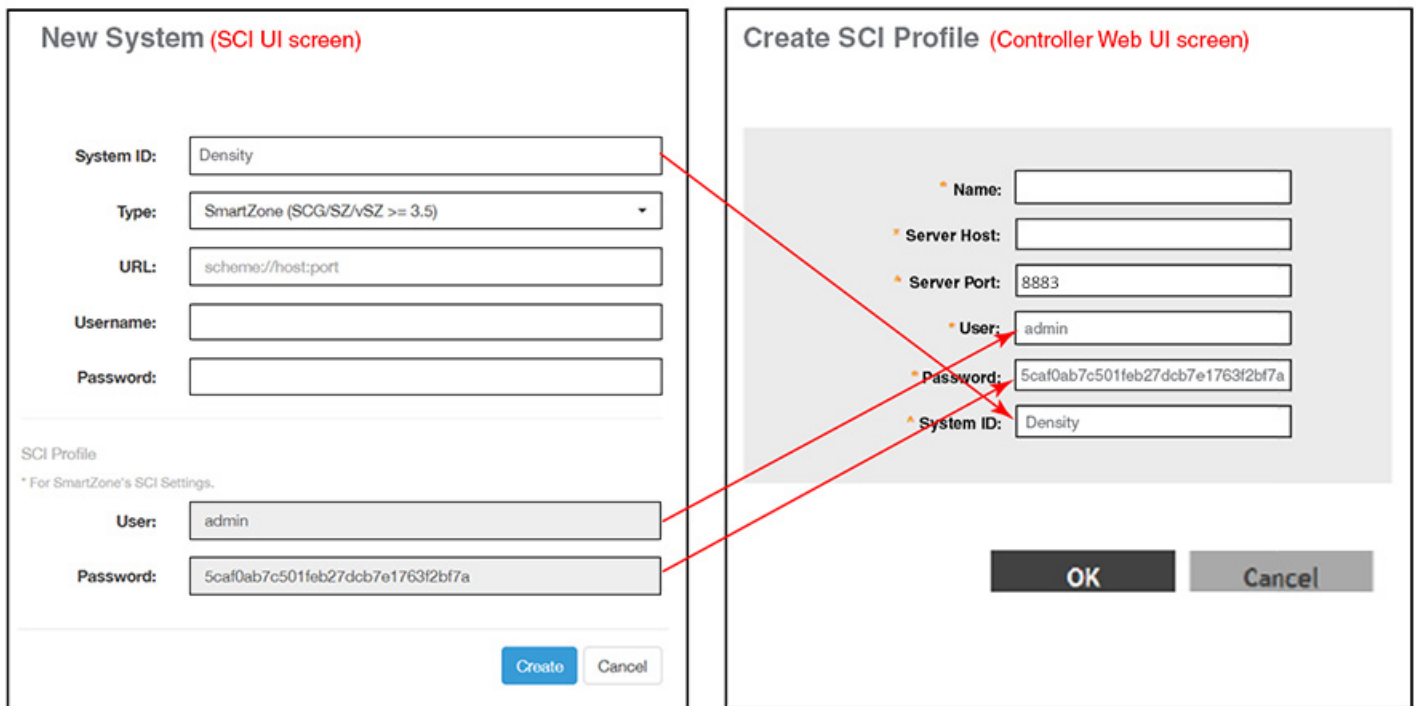 New System (SCI UI screen)
System ID: Density
Type: SmartZone (SCG/SZ/vSZ >= 3.5)
URL: scheme://host:port
Username:
Password:
SCI Profile
* For SmartZone's SCI Settings.
User: admin
Password: 5caf0ab7c501feb27dcb7e1763f2bf7a
Create Cancel
Create SCI Profile (Controller Web UI screen)
* Name:
* Server Host:
* Server Port: 8883
* User: admin
* Password: 5caf0ab7c501feb27dcb7e1763f2bf7a
* System ID: Density
OK Cancel